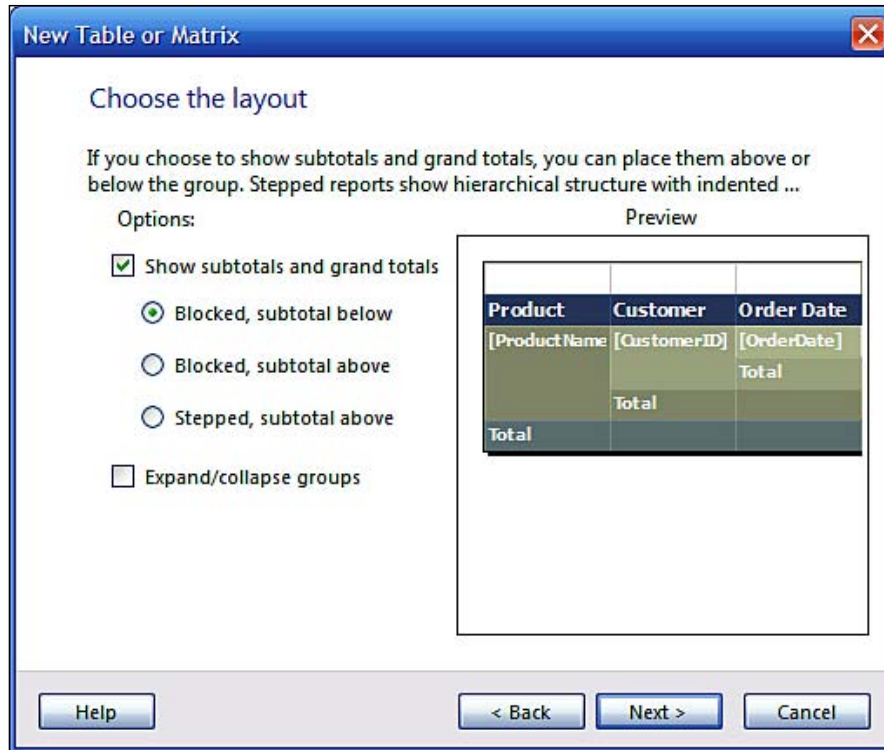 New Table or Matrix
Choose the layout
If you choose to show subtotals and grand totals, you can place them above or
below the group. Stepped reports show hierarchical structure with indented ...
Options:
Preview
Show subtotals and grand totals
Blocked, subtotal below
Blocked, subtotal above
Stepped, subtotal above
Expand/collapse groups
Product Customer Order Date
[ProductName [CustomerID] [OrderDate]
Total
Total
Total
Help < Back Next > Cancel